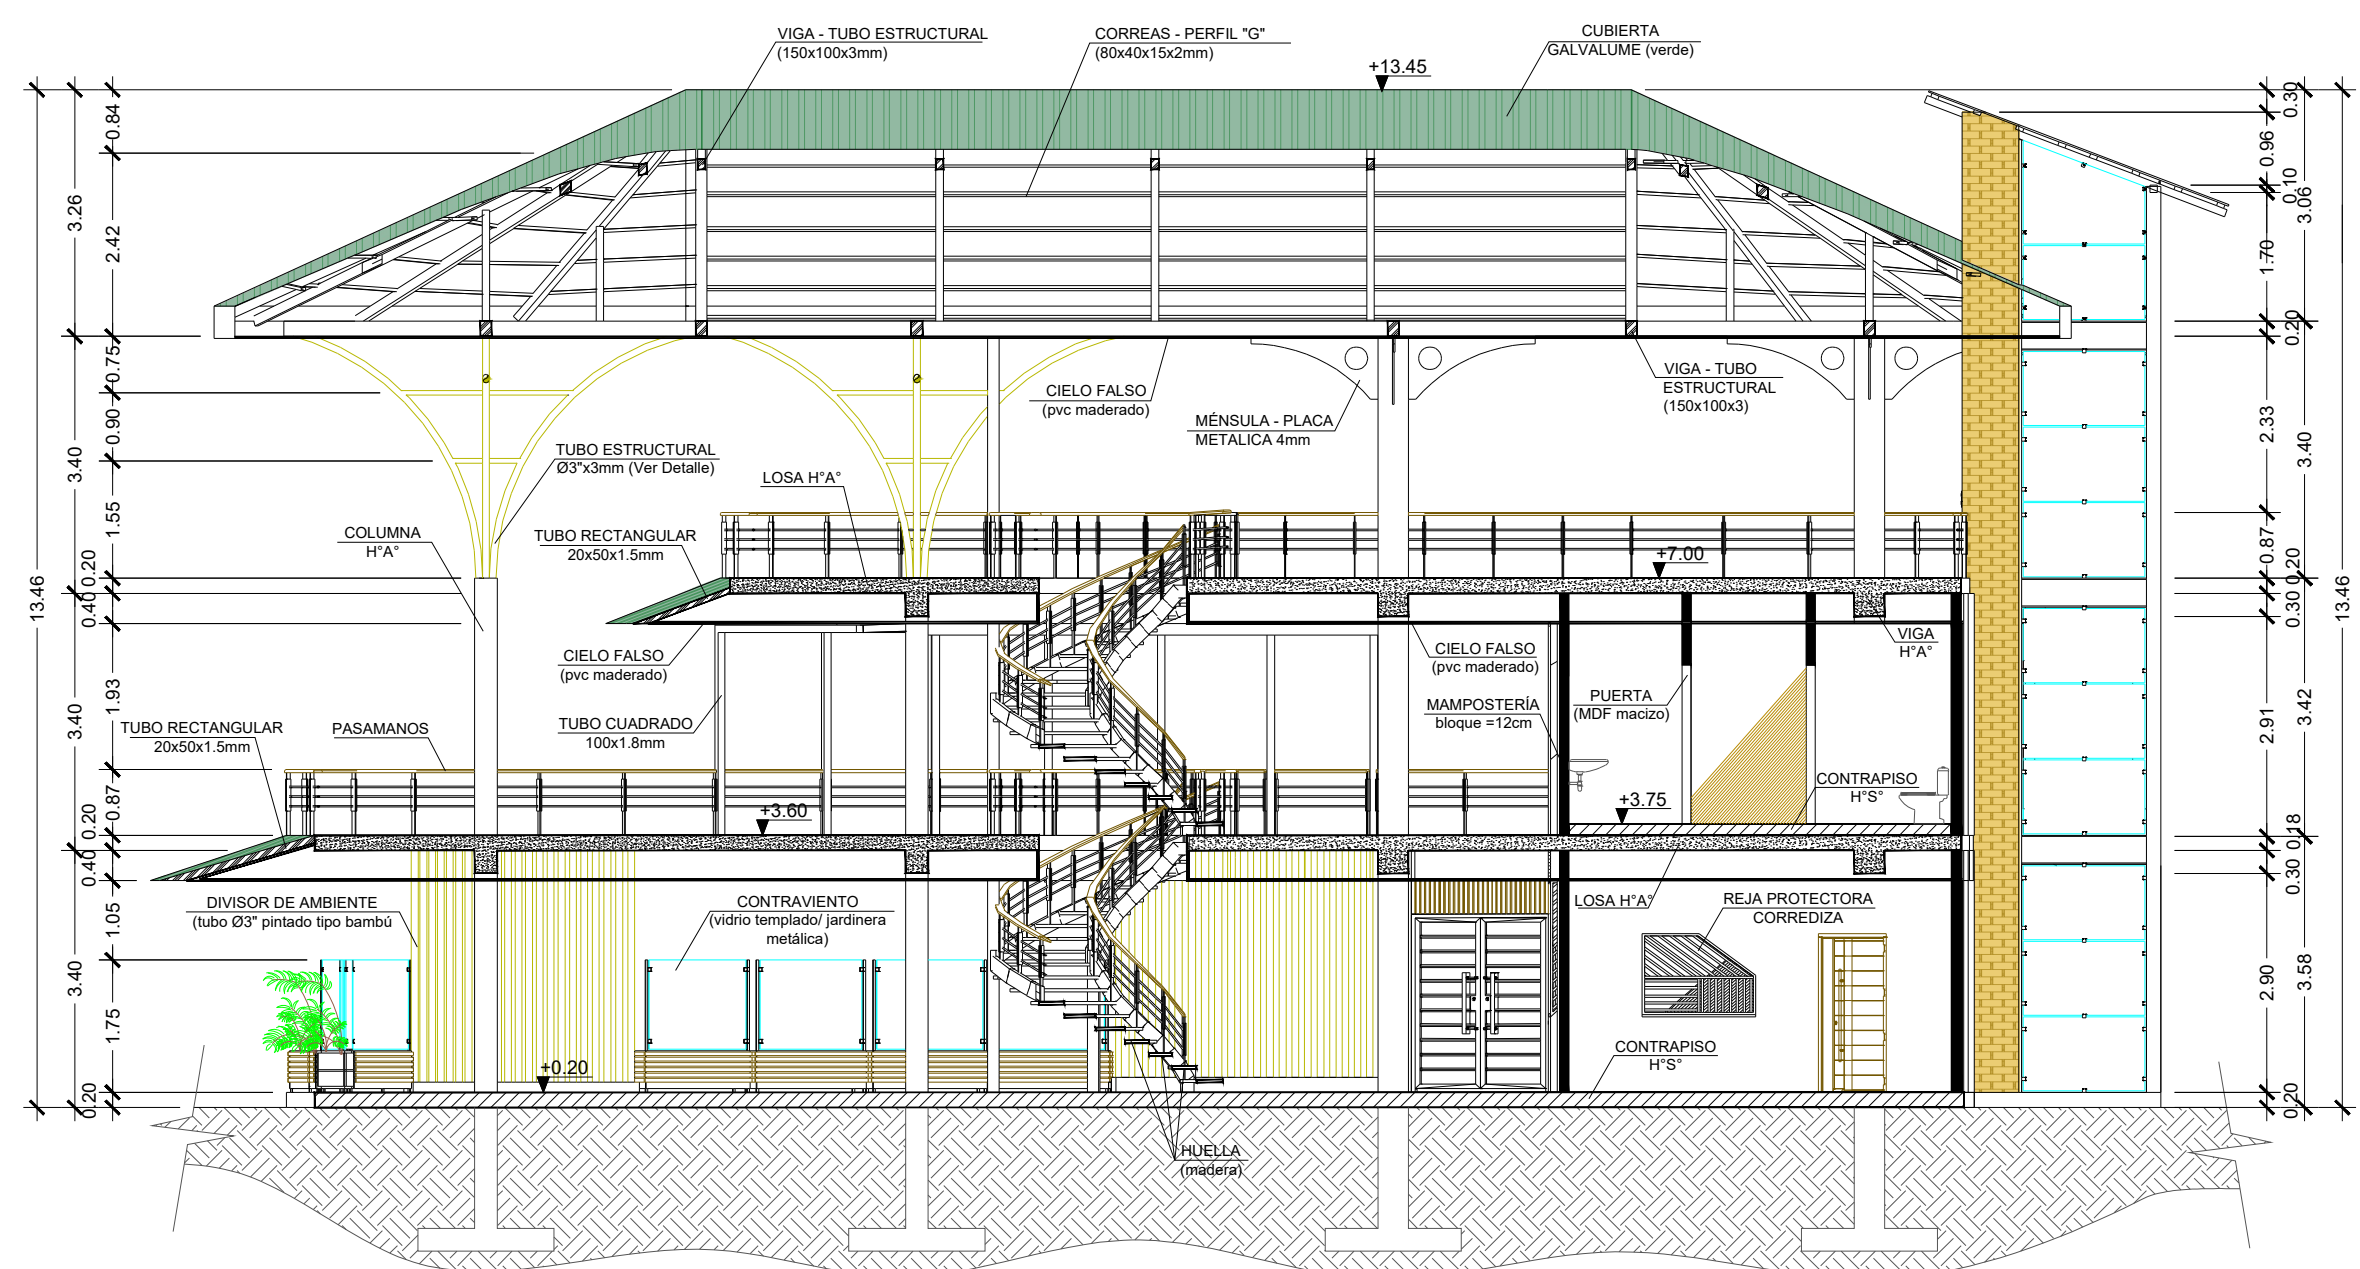 VIGA - TUBO ESTRUCTURAL
(150x100x3mm)
CORREAS - PERFIL "G"
(80x40x15x2mm)
CUBIERTA
GALVALUME (verde)
+13.45
CIELO FALSO
(pvc maderado)
MÉNSULA - PLACA
METALICA 4mm
VIGA - TUBO
ESTRUCTURAL
(150x100x3)
TUBO ESTRUCTURAL
Ø3"x3mm (Ver Detalle)
LOSA H°A°
COLUMNA
H°A°
TUBO RECTANGULAR
20x50x1.5mm
+7.00
CIELO FALSO
(pvc maderado)
CIELO FALSO
(pvc maderado)
VIGA
H°A°
TUBO RECTANGULAR
20x50x1.5mm
PASAMANOS
TUBO CUADRADO
100x1.8mm
MAMPOSTERÍA
bloque =12cm
PUERTA
(MDF macizo)
CONTRAPISO
H°S°
+3.60
+3.75
DIVISOR DE AMBIENTE
(tubo Ø3" pintado tipo bambú
CONTRAVIENTO
(vidrio templado/ jardinera
metálica)
LOSA H°A°
REJA PROTECTORA
CORREDIZA
+0.20
CONTRAPISO
H°S°
HUELLA
(madera)
13.46
3.26
3.40
3.40
3.40
0.84
2.42
0.75
0.90
1.55
0.20
0.40
1.93
0.87
0.20
0.40
1.05
1.75
0.20
0.30
0.96
0.10
1.70
0.20
2.33
0.87
0.20
0.30
2.91
0.18
0.30
2.90
0.20
3.06
3.40
3.42
3.58
13.46